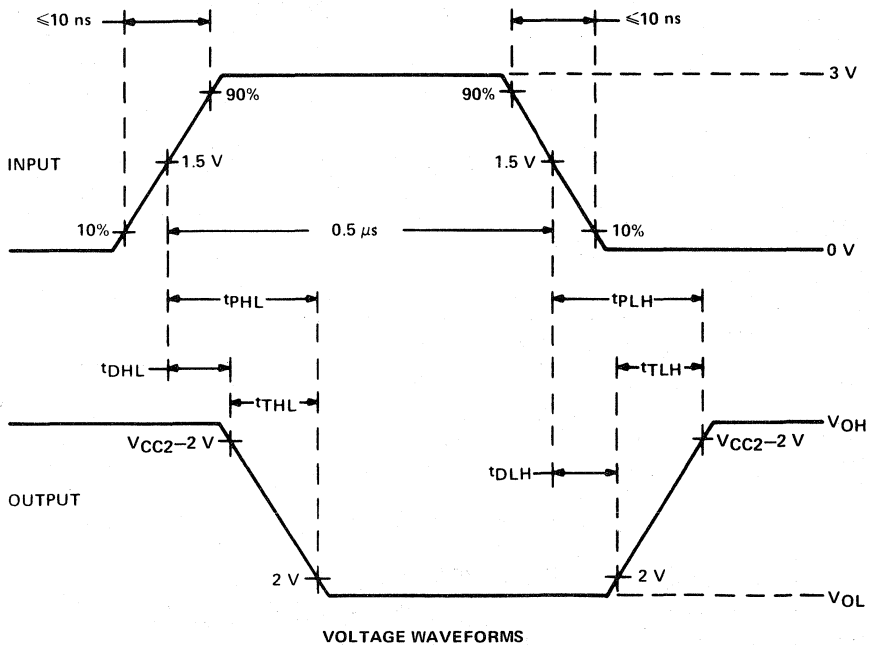 ≤10 ns
≤10 ns
3 V
90%
90%
INPUT
1.5 V
1.5 V
10%
0.5 μs
10%
0 V
tPHL
tPLH
tDHL
tTLH
tTHL
VOH
VCC2–2 V
VCC2–2 V
tDLH
OUTPUT
2 V
2 V
VOL
VOLTAGE WAVEFORMS